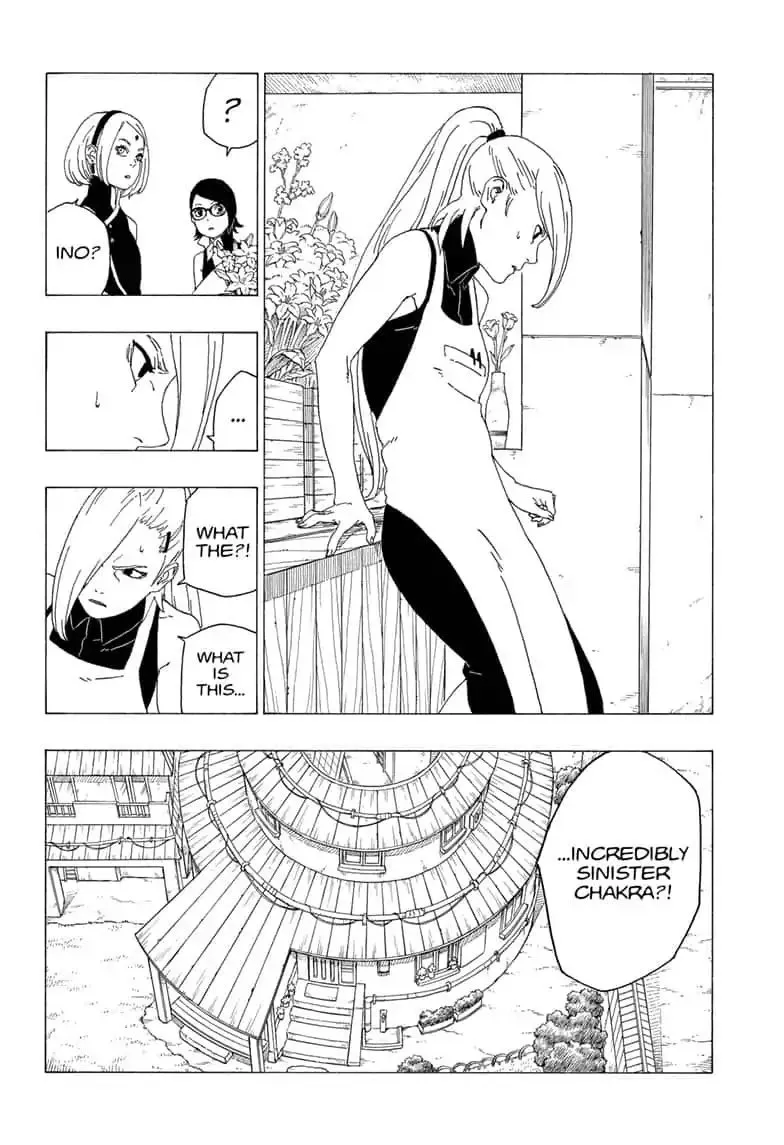 ?
INO?
...
WHAT
THE?!
WHAT
IS
THIS...
...INCREDIBLY
SINISTER
CHAKRA?!